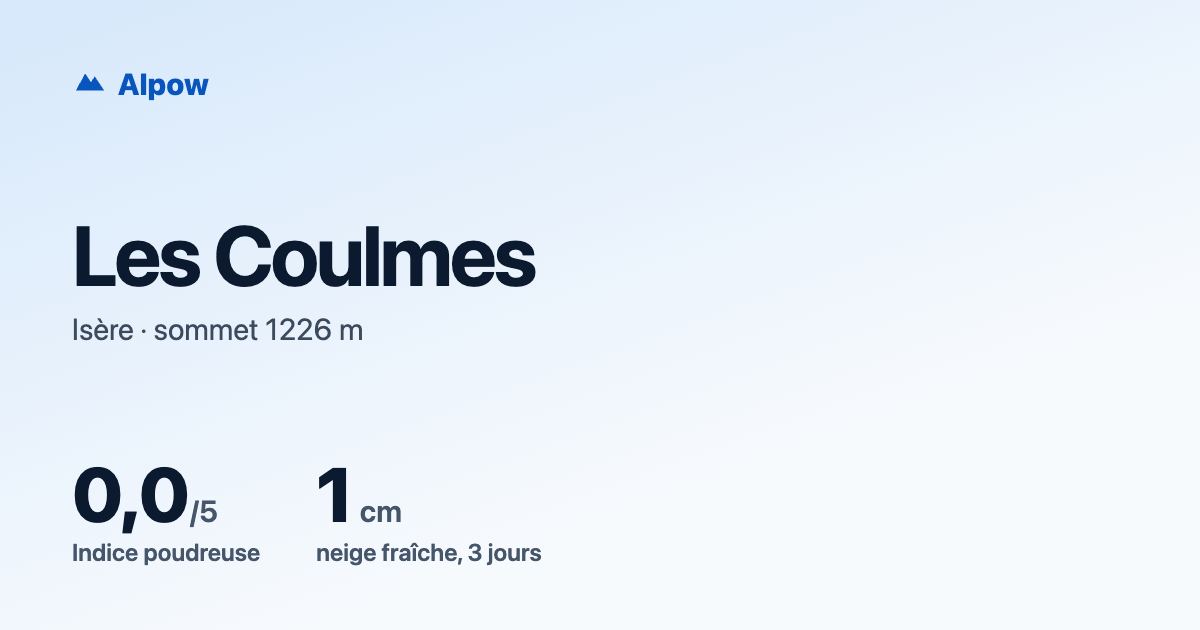 Alpow
Les Coulmes
Isère · sommet 1226 m
0,0/5
Indice poudreuse
1 cm
neige fraîche, 3 jours